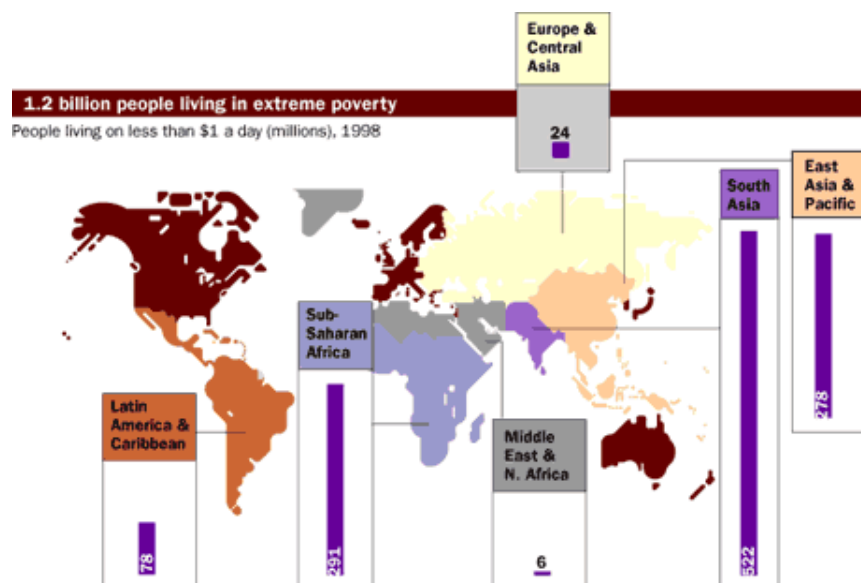 Europe &
Central
Asia
1.2 billion people living in extreme poverty
People living on less than $1 a day (millions), 1998
24
East
Asia &
Pacific
South
Asia
Sub-
Saharan
Africa
278
Latin
America &
Caribbean
Middle
East &
N. Africa
78
291
6
522